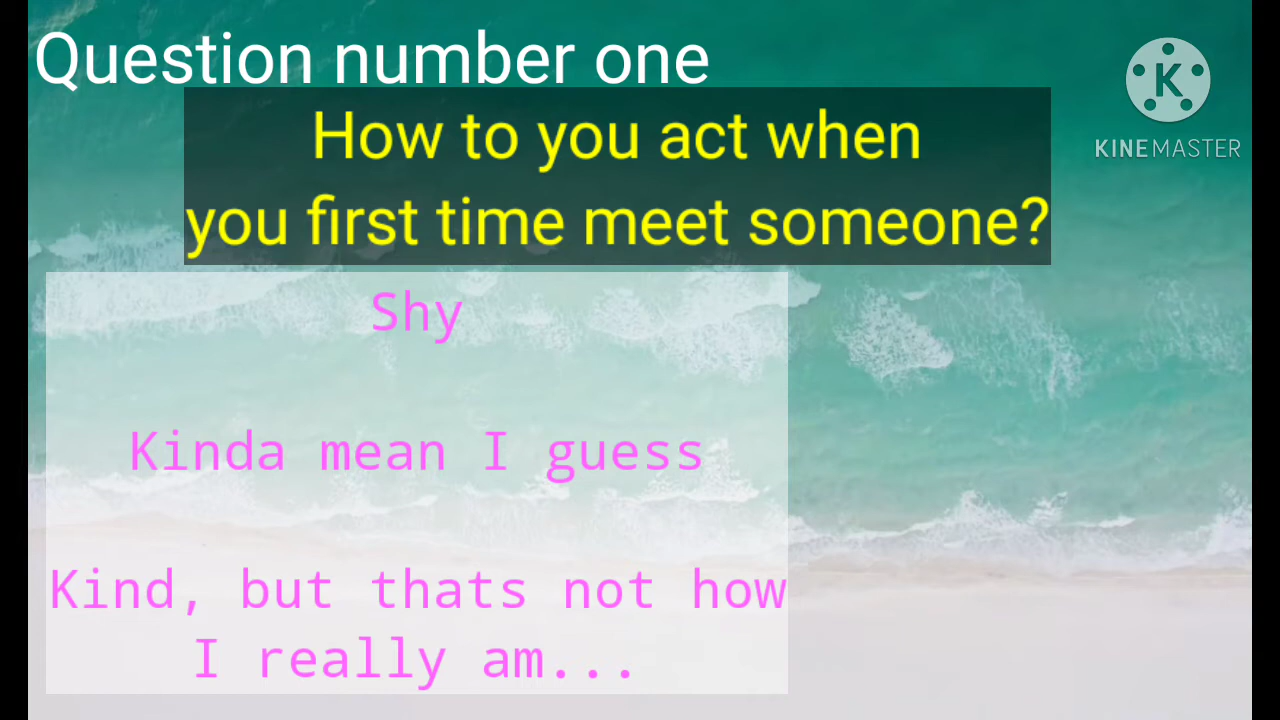 Question number one
How to you act when
you first time meet someone?
K
KINEMASTER
Shy
Kinda mean I guess
Kind, but thats not how
I really am...